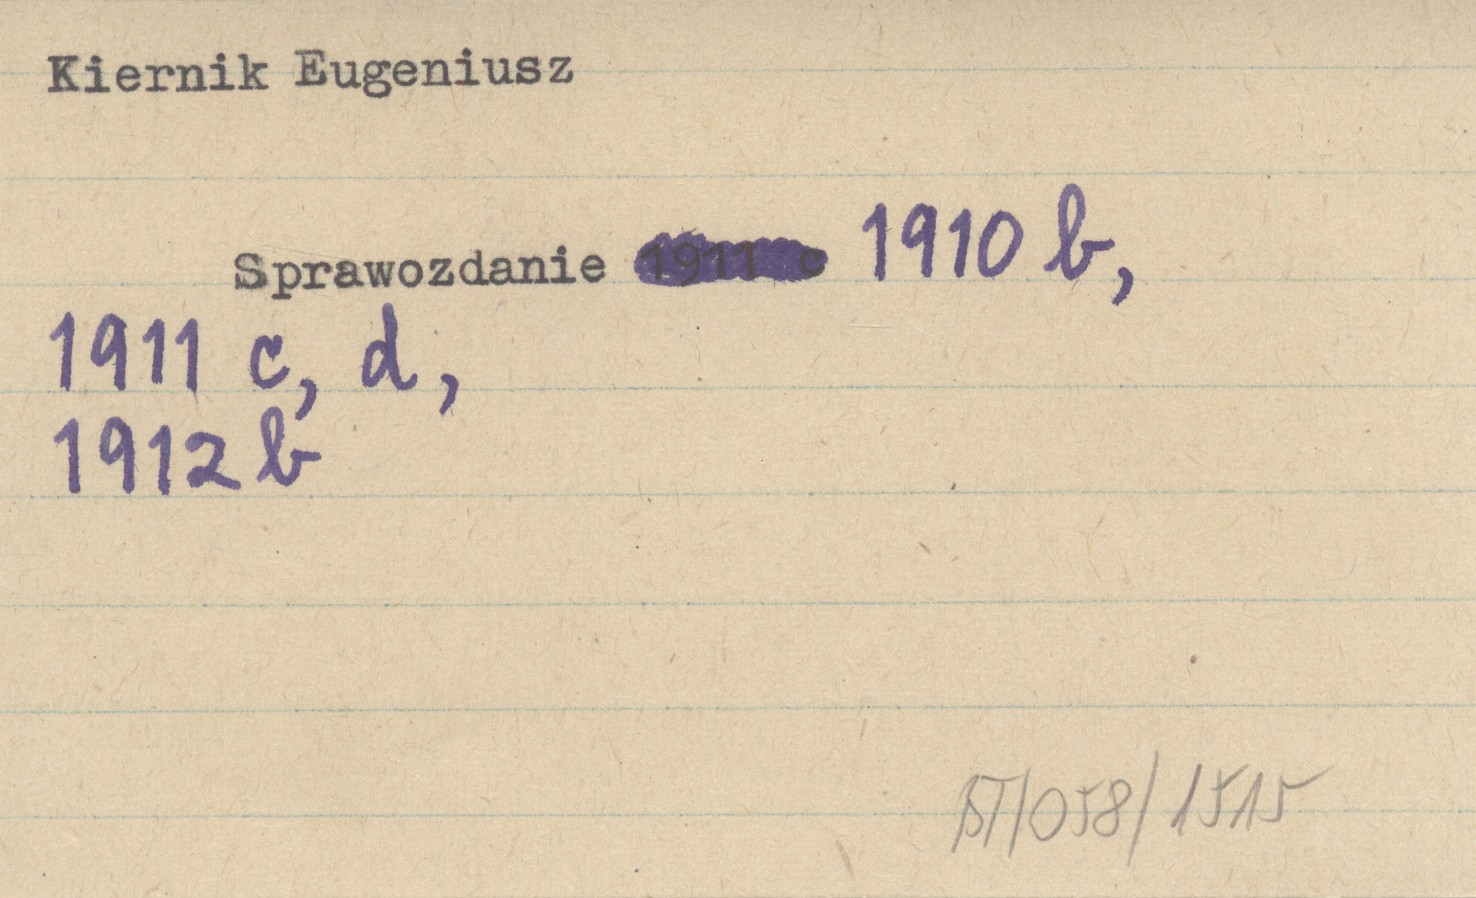 Kiernik Eugeniusz
Sprawozdanie 1911 c 1910 b,
1911 c, d,
1912 b
BT/058/1515